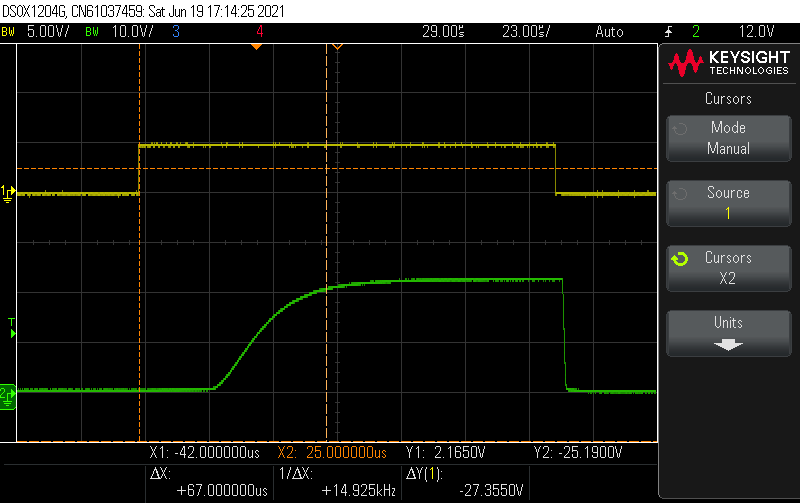 DSOX1204G, CN61037459: Sat Jun 19 17:14:25 2021
BW 5.00V/ BW 10.0V/ 3 4 29.00s 23.00s/ Auto 2 12.0V
KEYSIGHT
TECHNOLOGIES
Cursors
Mode
Manual
Source
1
Cursors
X2
Units
1
T
2
X1: -42.000000us X2: 25.000000us Y1: 2.1650V Y2: -25.1900V
ΔX: 1/ΔX: ΔY(1):
+67.000000us +14.925kHz -27.3550V